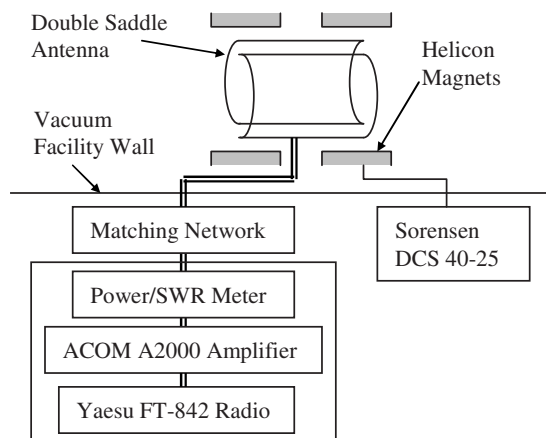 Double Saddle
Antenna
Helicon
Magnets
Vacuum
Facility Wall
Matching Network
Sorensen
DCS 40-25
Power/SWR Meter
ACOM A2000 Amplifier
Yaesu FT-842 Radio